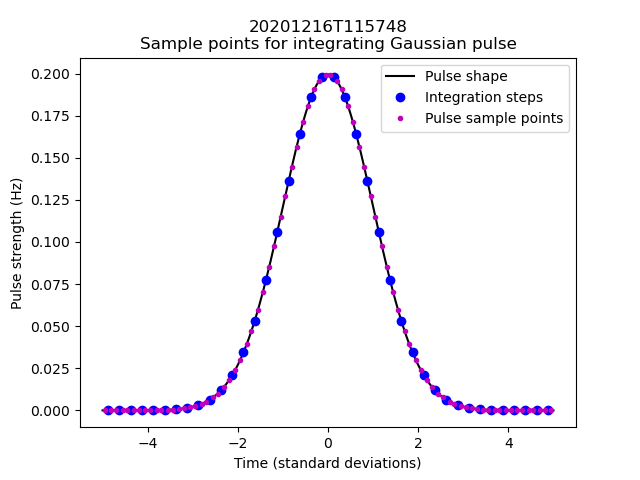 20201216T115748
Sample points for integrating Gaussian pulse
Pulse shape
Integration steps
Pulse sample points
Pulse strength (Hz)
0.200
0.175
0.150
0.125
0.100
0.075
0.050
0.025
0.000
−4 −2 0 2 4
Time (standard deviations)